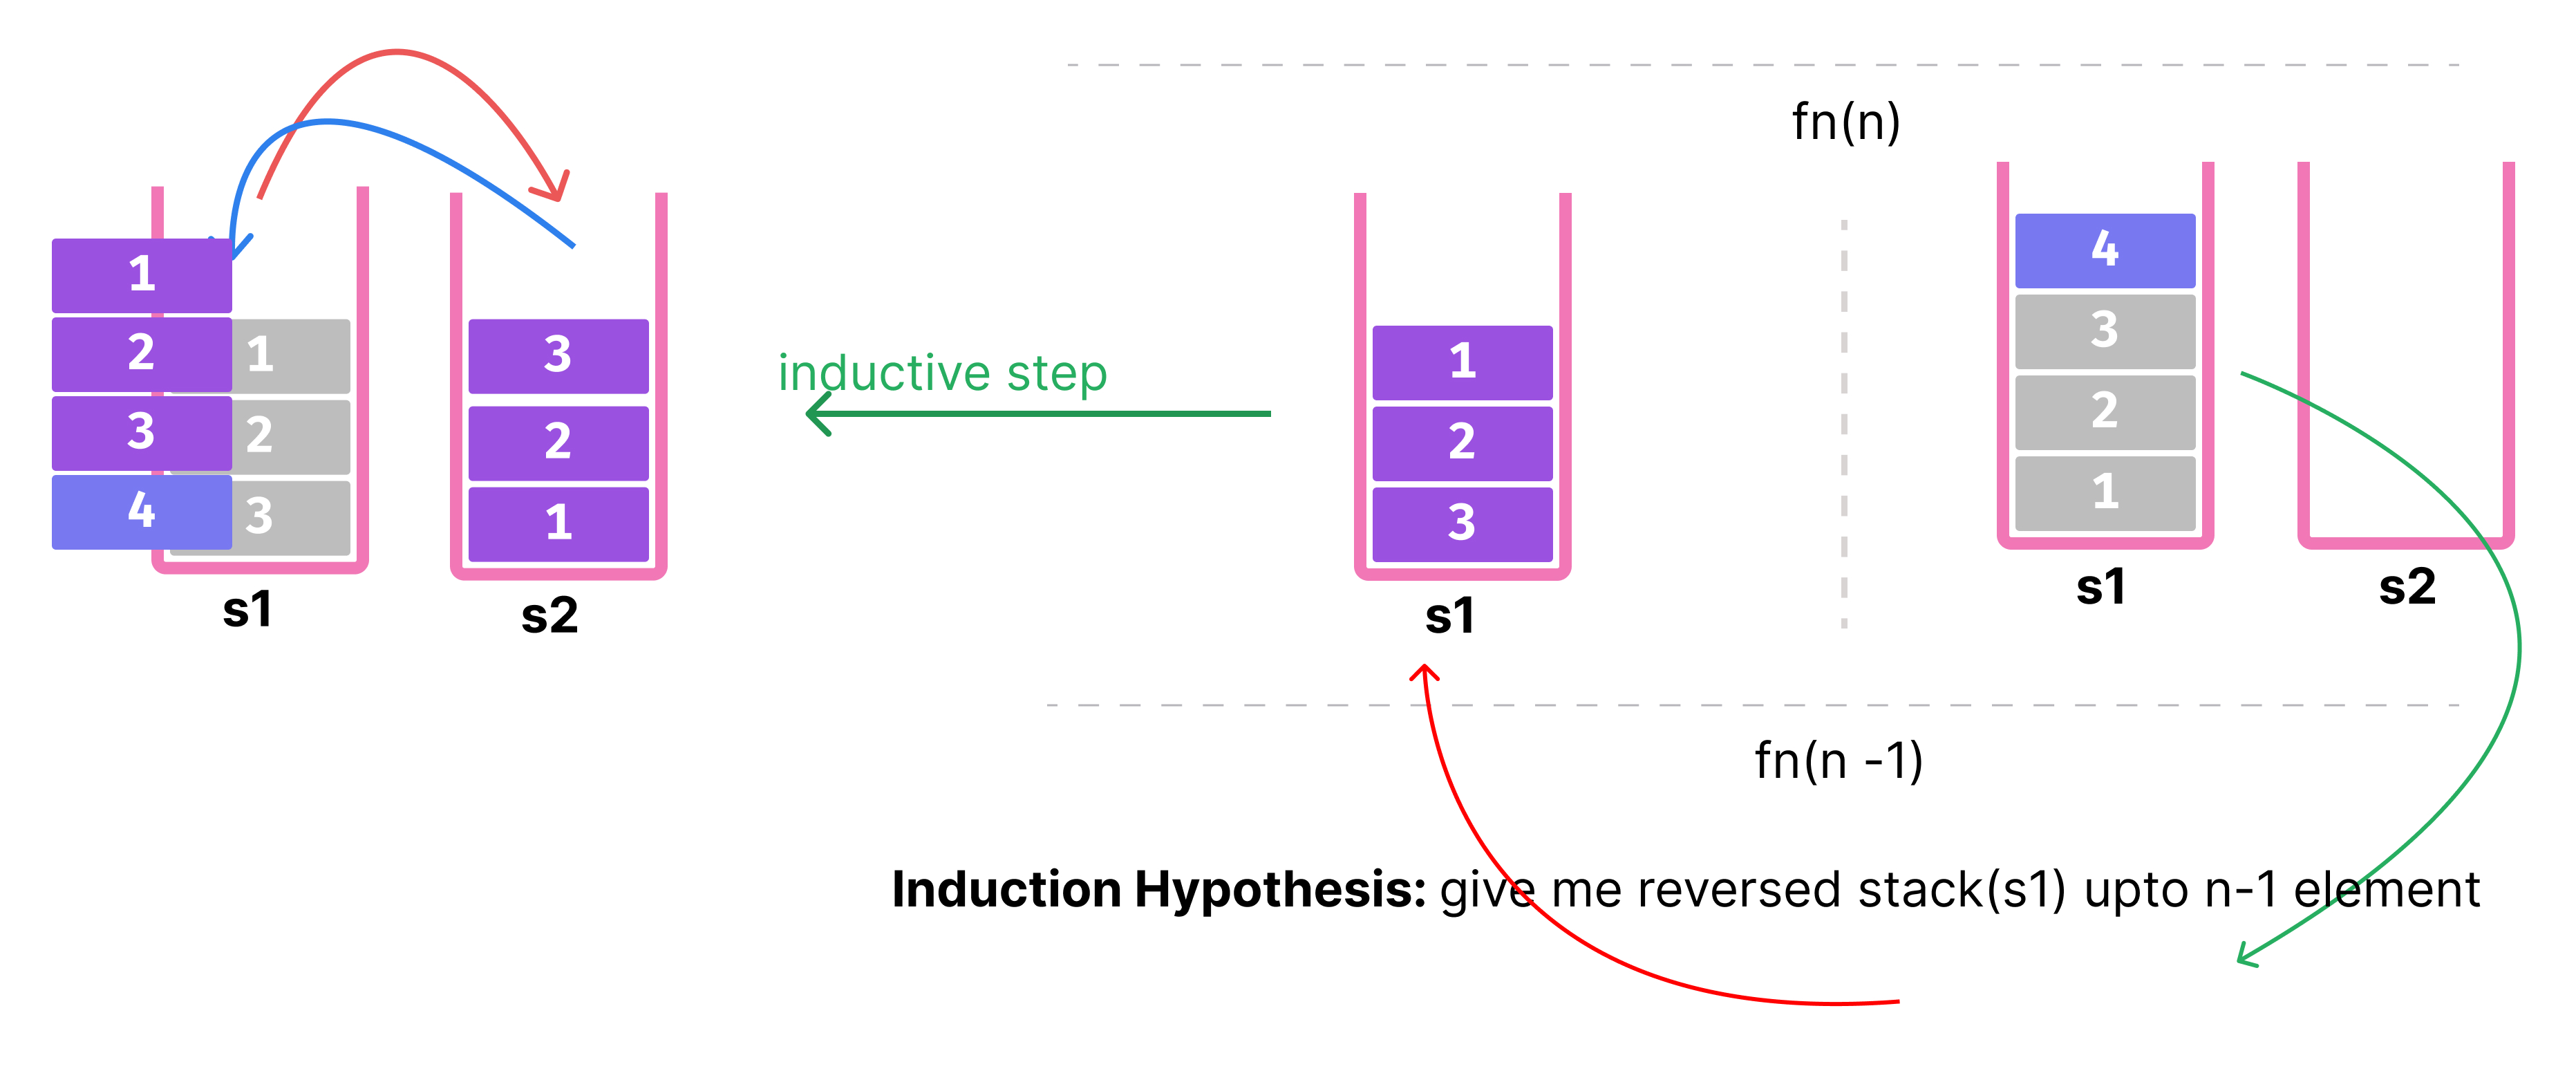 fn(n)
1
2
3
4
1
2
3
s1
3
2
1
s2
inductive step
1
2
3
s1
4
3
2
1
s1
s2
fn(n -1)
Induction Hypothesis: give me reversed stack(s1) upto n-1 element